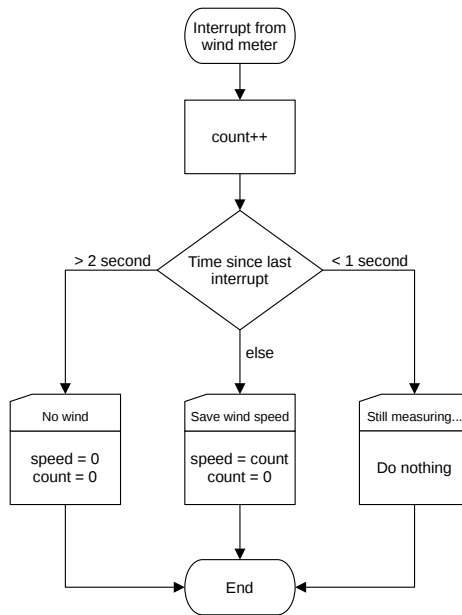 Interrupt from
wind meter
count++
Time since last
interrupt
> 2 second
< 1 second
else
No wind
speed = 0
count = 0
Save wind speed
speed = count
count = 0
Still measuring...
Do nothing
End